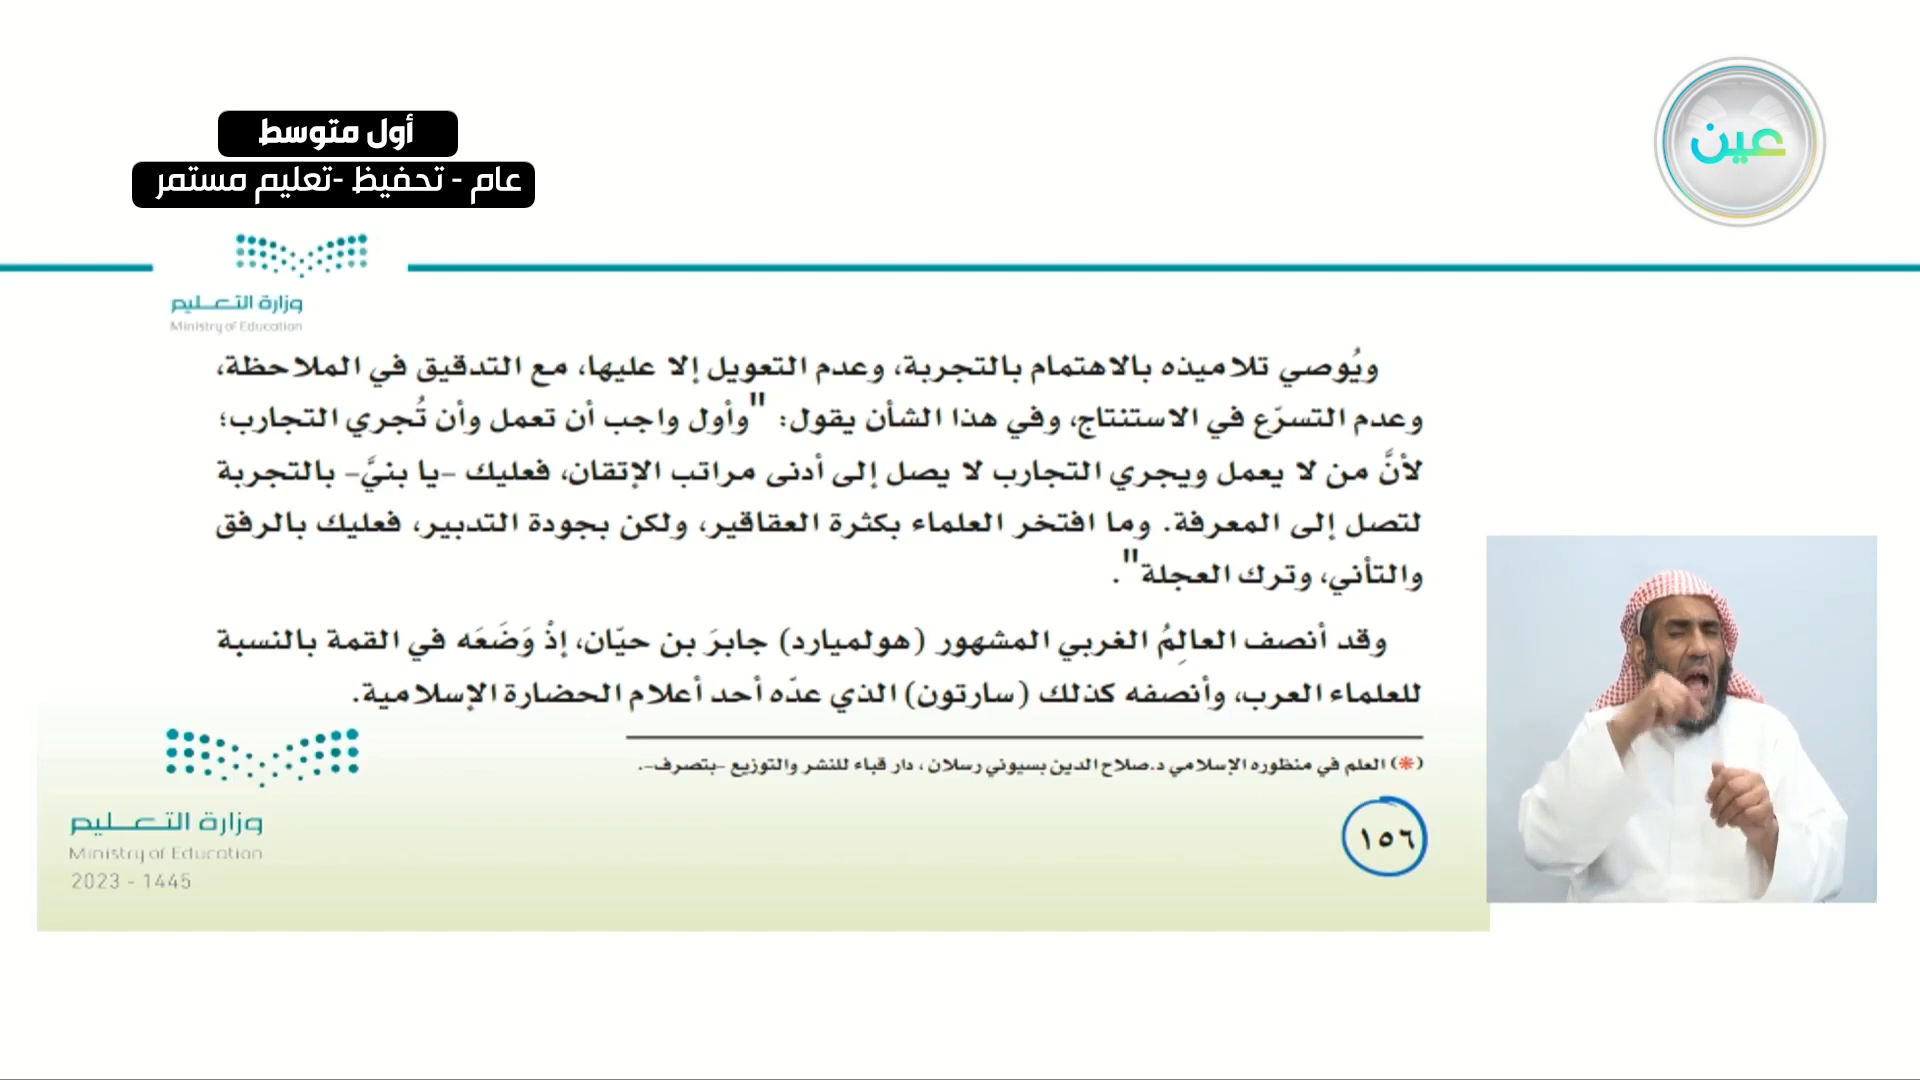 عين
أول متوسط
عام - تحفيظ -تعليم مستمر
وزارة التعـــليم
Ministry of Education
ويُوصي تلاميذه بالاهتمام بالتجربة، وعدم التعويل إلا عليها، مع التدقيق في الملاحظة،
وعدم التسرّع في الاستنتاج، وفي هذا الشأن يقول: "وأول واجب أن تعمل وأن تُجري التجارب؛
لأنَّ من لا يعمل ويجري التجارب لا يصل إلى أدنى مراتب الإتقان، فعليك -يا بنيَّ- بالتجربة
لتصل إلى المعرفة. وما افتخر العلماء بكثرة العقاقير، ولكن بجودة التدبير، فعليك بالرفق
والتأني، وترك العجلة".
وقد أنصف العالِمُ الغربي المشهور (هولميارد) جابرَ بن حيّان، إذْ وَضَعَه في القمة بالنسبة
للعلماء العرب، وأنصفه كذلك (سارتون) الذي عدّه أحد أعلام الحضارة الإسلامية.
(*) العلم في منظوره الإسلامي د.صلاح الدين بسيوني رسلان ، دار قباء للنشر والتوزيع -بتصرف-.
١٥٦
وزارة التعـــليم
Ministry of Education
2023 - 1445